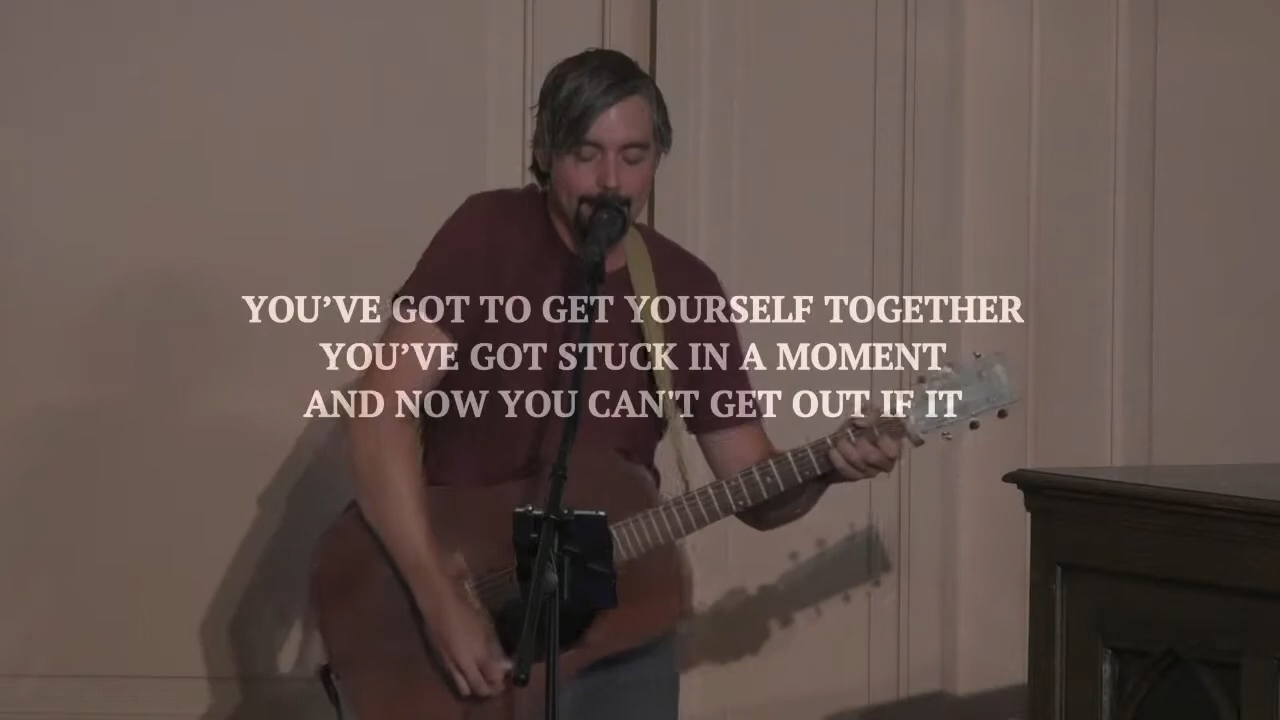 YOU’VE GOT TO GET YOURSELF TOGETHER
YOU’VE GOT STUCK IN A MOMENT
AND NOW YOU CAN'T GET OUT IF IT